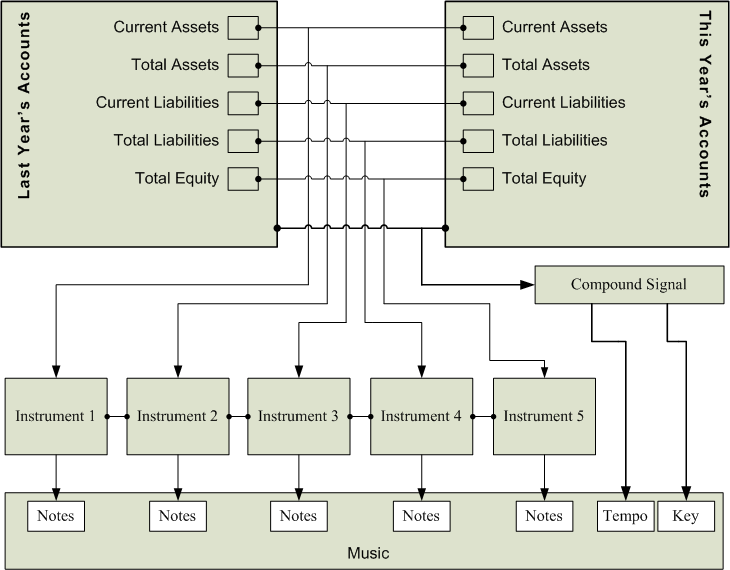 Last Year's Accounts
Current Assets
Total Assets
Current Liabilities
Total Liabilities
Total Equity
This Year's Accounts
Current Assets
Total Assets
Current Liabilities
Total Liabilities
Total Equity
Compound Signal
Instrument 1
Instrument 2
Instrument 3
Instrument 4
Instrument 5
Notes
Notes
Notes
Notes
Notes
Tempo
Key
Music